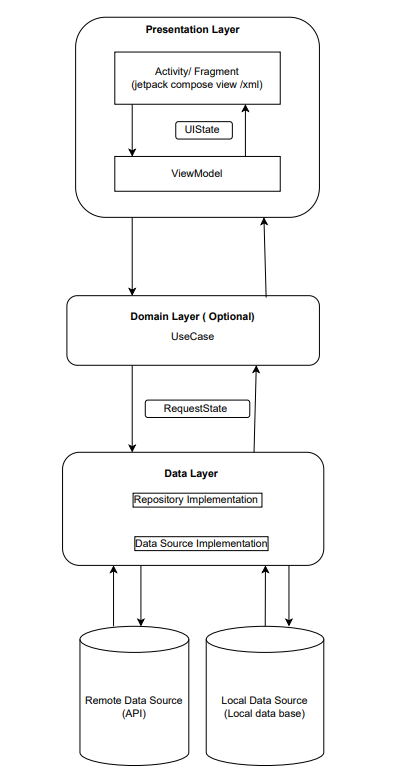 Presentation Layer
Activity/ Fragment
(jetpack compose view /xml)
UIState
ViewModel
Domain Layer ( Optional)
UseCase
RequestState
Data Layer
Repository Implementation
Data Source Implementation
Remote Data Source
(API)
Local Data Source
(Local data base)